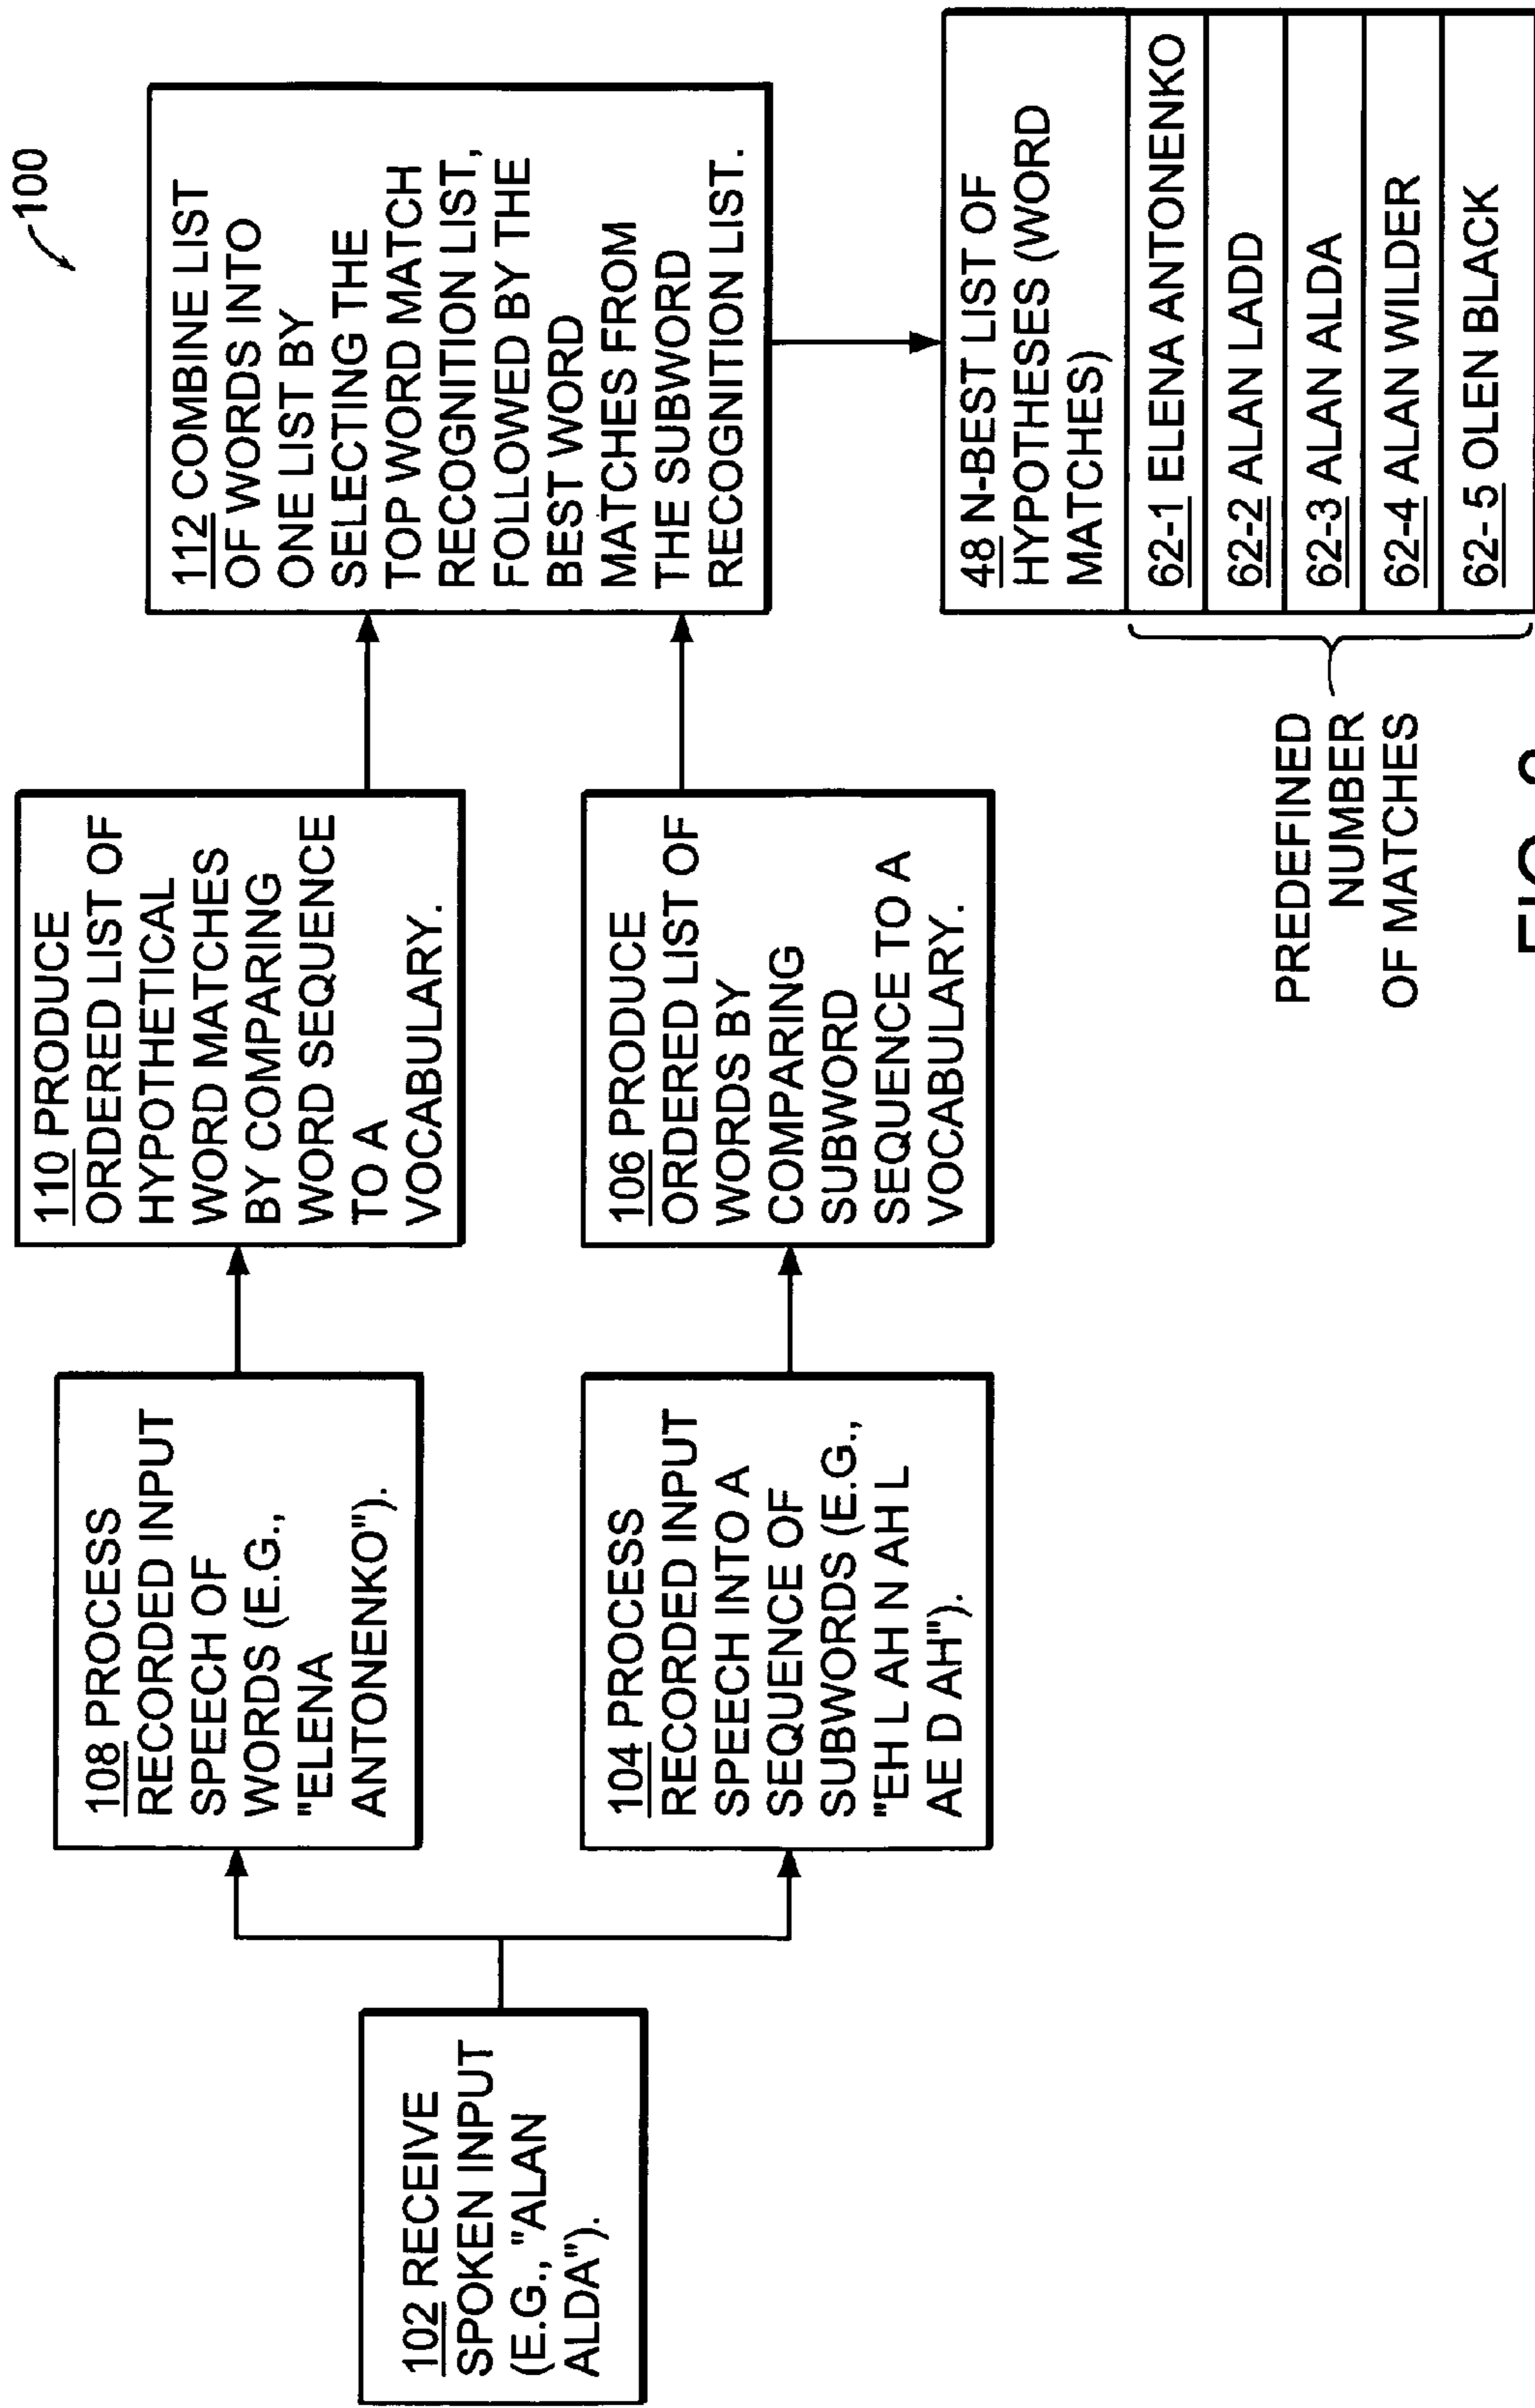 100
102 RECEIVE
SPOKEN INPUT
(E.G., "ALAN
ALDA").
108 PROCESS
RECORDED INPUT
SPEECH OF
WORDS (E.G.,
"ELENA
ANTONENKO").
104 PROCESS
RECORDED INPUT
SPEECH INTO A
SEQUENCE OF
SUBWORDS (E.G.,
"EH L AH N AH L
AE D AH").
110 PRODUCE
ORDERED LIST OF
HYPOTHETICAL
WORD MATCHES
BY COMPARING
WORD SEQUENCE
TO A
VOCABULARY.
106 PRODUCE
ORDERED LIST OF
WORDS BY
COMPARING
SUBWORD
SEQUENCE TO A
VOCABULARY.
112 COMBINE LIST
OF WORDS INTO
ONE LIST BY
SELECTING THE
TOP WORD MATCH
RECOGNITION LIST,
FOLLOWED BY THE
BEST WORD
MATCHES FROM
THE SUBWORD
RECOGNITION LIST.
48 N-BEST LIST OF
HYPOTHESES (WORD
MATCHES)
62-1 ELENA ANTONENKO
62-2 ALAN LADD
62-3 ALAN ALDA
62-4 ALAN WILDER
62- 5 OLEN BLACK
PREDEFINED
NUMBER
OF MATCHES